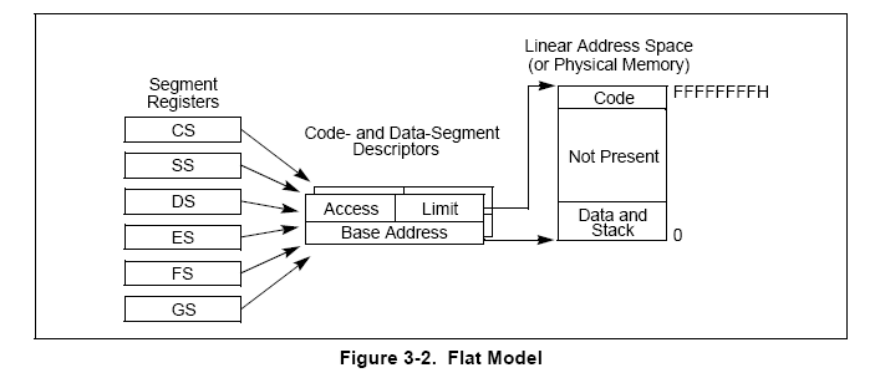 Linear Address Space
(or Physical Memory)
Segment
Registers
Code
FFFFFFFFH
CS
Code- and Data-Segment
Descriptors
SS
Not Present
DS
Access
Limit
Data and
Stack
0
ES
Base Address
FS
GS
Figure 3-2. Flat Model